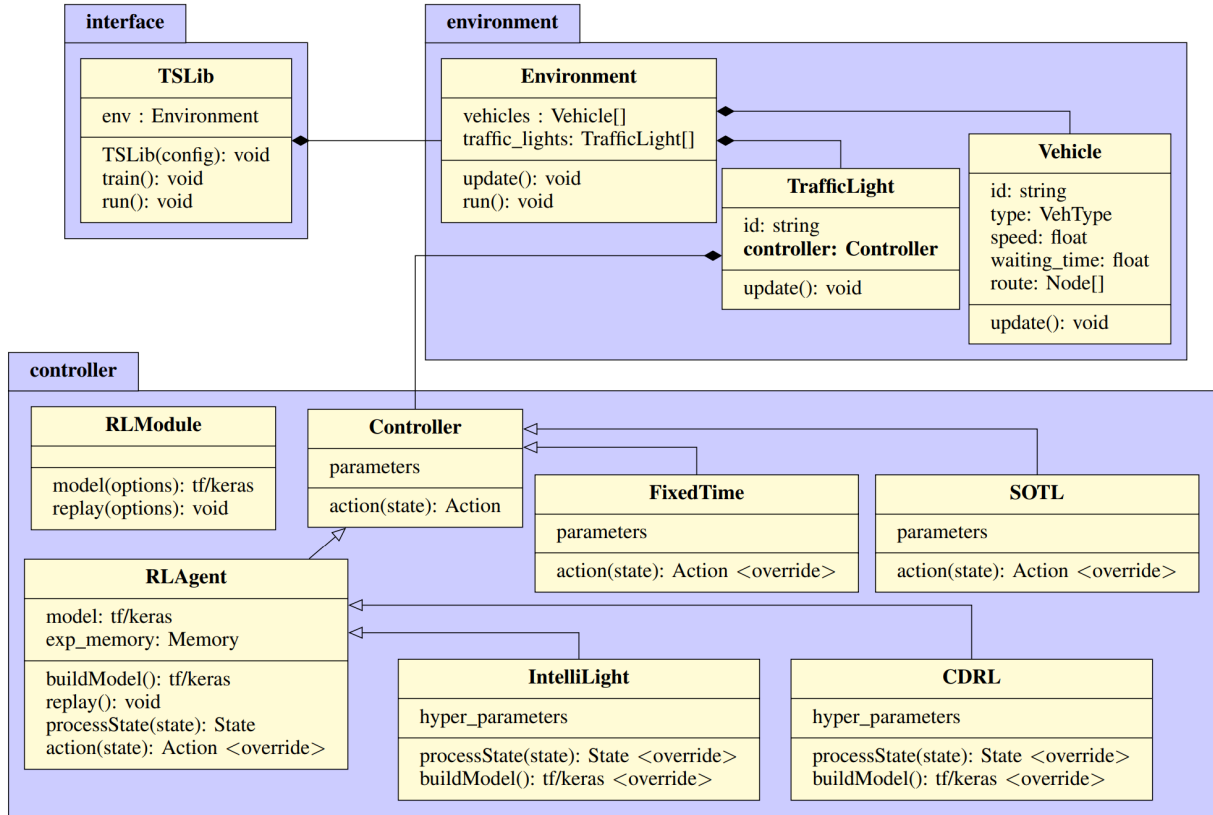 interface
TSLib
env : Environment
TSLib(config): void
train(): void
run(): void
environment
Environment
vehicles : Vehicle[]
traffic_lights: TrafficLight[]
update(): void
run(): void
TrafficLight
id: string
controller: Controller
update(): void
Vehicle
id: string
type: VehType
speed: float
waiting_time: float
route: Node[]
update(): void
controller
RLModule
model(options): tf/keras
replay(options): void
Controller
parameters
action(state): Action
FixedTime
parameters
action(state): Action <override>
SOTL
parameters
action(state): Action <override>
RLAgent
model: tf/keras
exp_memory: Memory
buildModel(): tf/keras
replay(): void
processState(state): State
action(state): Action <override>
IntelliLight
hyper_parameters
processState(state): State <override>
buildModel(): tf/keras <override>
CDRL
hyper_parameters
processState(state): State <override>
buildModel(): tf/keras <override>